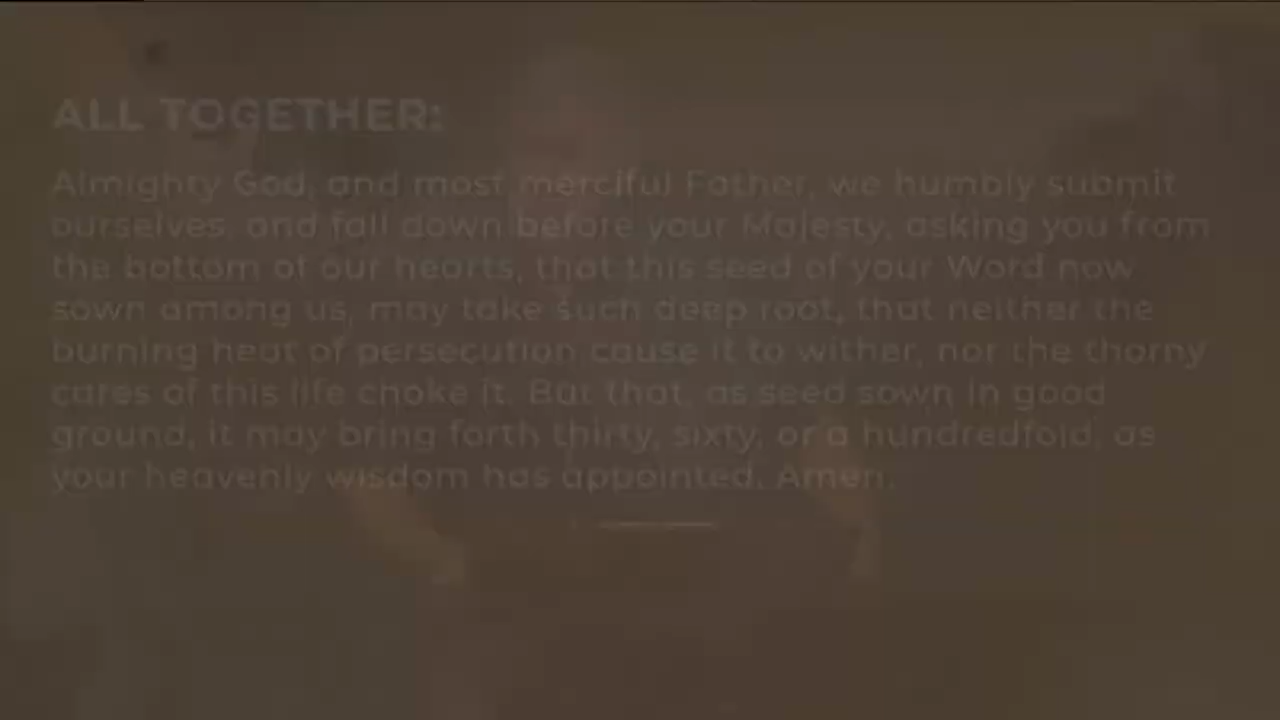 ALL TOGETHER:
Almighty God, and most merciful Father, we humbly submit
ourselves, and fall down before your Majesty, asking you from
the bottom of our hearts, that this seed of your Word now
sown among us, may take such deep root, that neither the
burning heat of persecution cause it to wither, nor the thorny
cares of this life choke it. But that, as seed sown in good
ground, it may bring forth thirty, sixty, or a hundredfold, as
your heavenly wisdom has appointed. Amen.